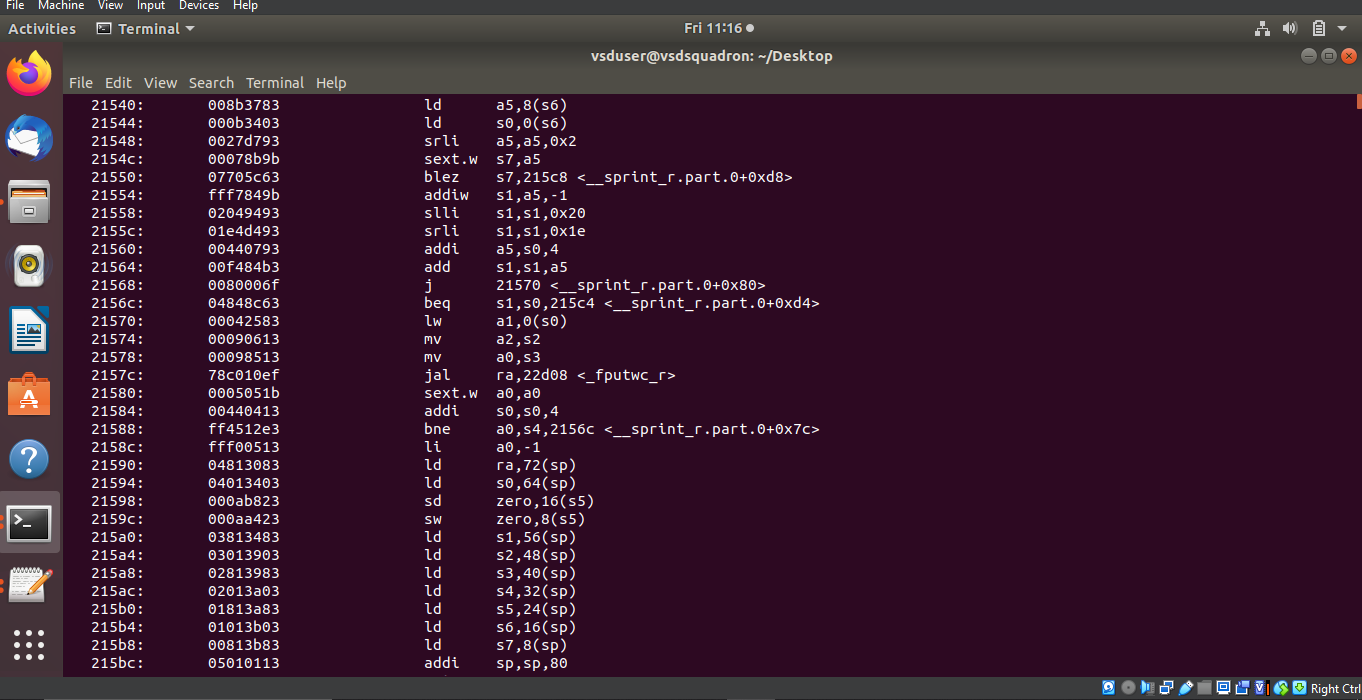 File Machine View Input Devices Help
Activities Terminal Fri 11:16
vsduser@vsdsquadron: ~/Desktop
File Edit View Search Terminal Help
21540: 008b3783 ld a5,8(s6)
21544: 000b3403 ld s0,0(s6)
21548: 0027d793 srli a5,a5,0x2
2154c: 00078b9b sext.w s7,a5
21550: 07705c63 blez s7,215c8 <__sprint_r.part.0+0xd8>
21554: fff7849b addiw s1,a5,-1
21558: 02049493 slli s1,s1,0x20
2155c: 01e4d493 srli s1,s1,0x1e
21560: 00440793 addi a5,s0,4
21564: 00f484b3 add s1,s1,a5
21568: 0080006f j 21570 <__sprint_r.part.0+0x80>
2156c: 04848c63 beq s1,s0,215c4 <__sprint_r.part.0+0xd4>
21570: 00042583 lw a1,0(s0)
21574: 00090613 mv a2,s2
21578: 00098513 mv a0,s3
2157c: 78c010ef jal ra,22d08 <_fputwc_r>
21580: 0005051b sext.w a0,a0
21584: 00440413 addi s0,s0,4
21588: ff4512e3 bne a0,s4,2156c <__sprint_r.part.0+0x7c>
2158c: fff00513 li a0,-1
21590: 04813083 ld ra,72(sp)
21594: 04013403 ld s0,64(sp)
21598: 000ab823 sd zero,16(s5)
2159c: 000aa423 sw zero,8(s5)
215a0: 03813483 ld s1,56(sp)
215a4: 03013903 ld s2,48(sp)
215a8: 02813983 ld s3,40(sp)
215ac: 02013a03 ld s4,32(sp)
215b0: 01813a83 ld s5,24(sp)
215b4: 01013b03 ld s6,16(sp)
215b8: 00813b83 ld s7,8(sp)
215bc: 05010113 addi sp,sp,80
Right Ctrl